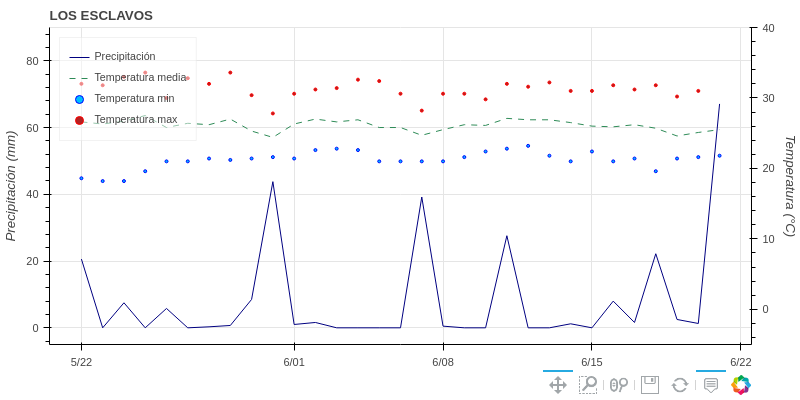 LOS ESCLAVOS
Precipitación
Temperatura media
Temperatura min
Temperatura max
Precipitación (mm)
80
60
40
20
0
Temperatura (°C)
40
30
20
10
0
5/22
6/01
6/08
6/15
6/22